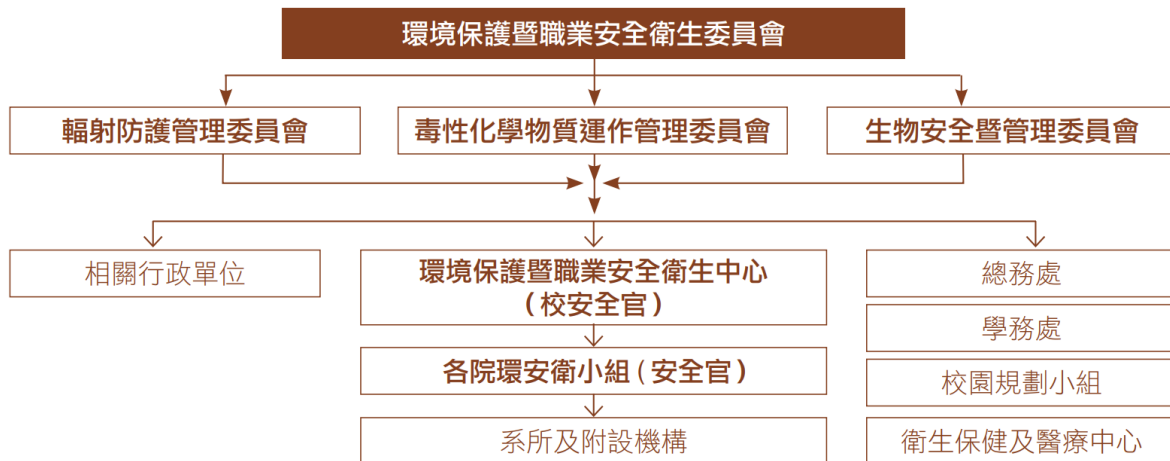 環境保護暨職業安全衛生委員會
輻射防護管理委員會
毒性化學物質運作管理委員會
生物安全暨管理委員會
相關行政單位
環境保護暨職業安全衛生中心
(校安全官)
各院環安衛小組(安全官)
系所及附設機構
總務處
學務處
校園規劃小組
衛生保健及醫療中心